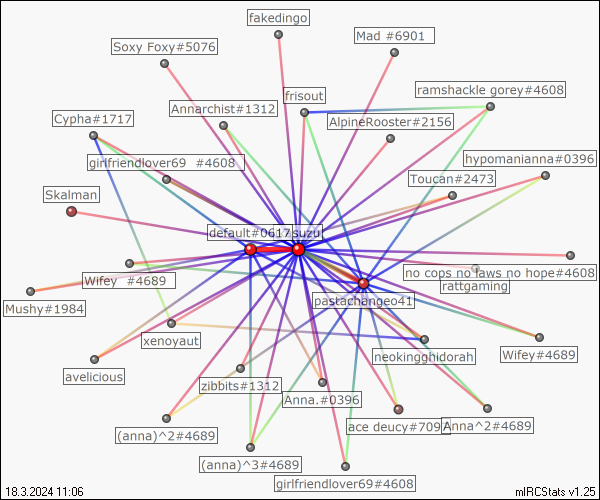 fakedingo
Mad #6901
Soxy Foxy#5076
ramshackle gorey#4608
frisout
Annarchist#1312
Cypha#1717
AlpineRooster#2156
girlfriendlover69 #4608
hypomanianna#0396
Toucan#2473
Skalman
default#0617
suzu
no cops no laws no hope#4608
Wifey #4689
rattgaming
pastachangeo41
Mushy#1984
xenoyaut
neokingghidorah
Wifey#4689
avelicious
zibbits#1312
Anna.#0396
ace deucy#709
Anna^2#4689
(anna)^2#4689
(anna)^3#4689
girlfriendlover69#4608
18.3.2024 11:06
mIRCStats v1.25